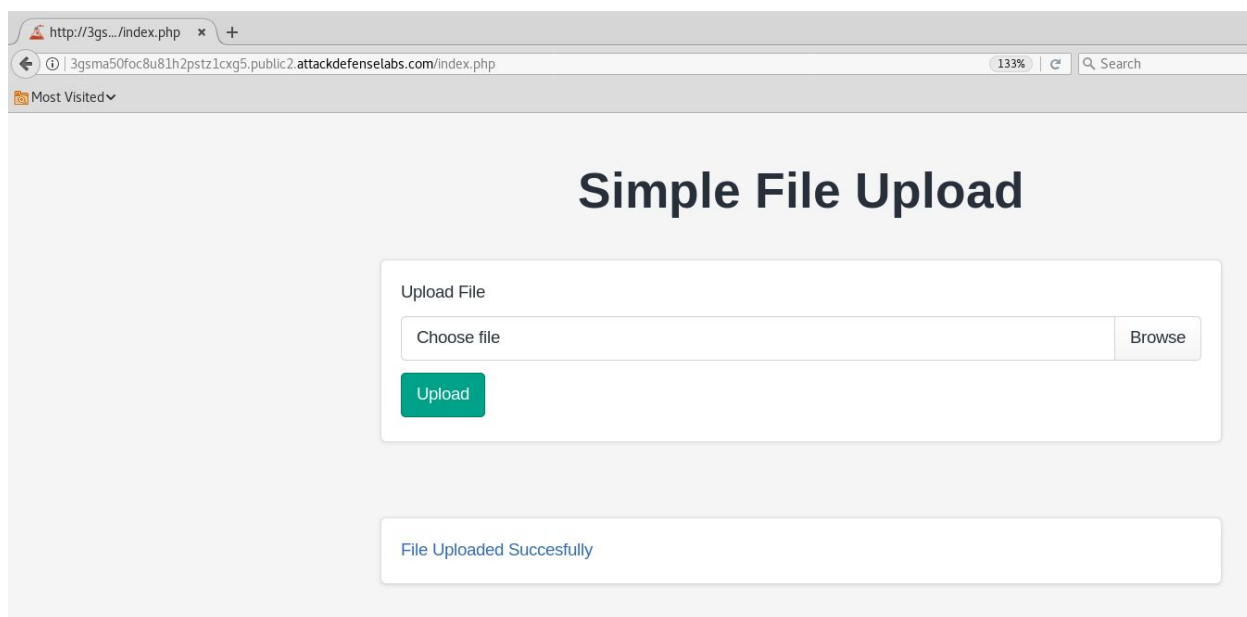 http://3gs.../index.php × +
3gsma50foc8u81h2pstz1cxg5.public2.attackdefenselabs.com/index.php 133% Search
Most Visited
Simple File Upload
Upload File
Choose file Browse
Upload
File Uploaded Succesfully